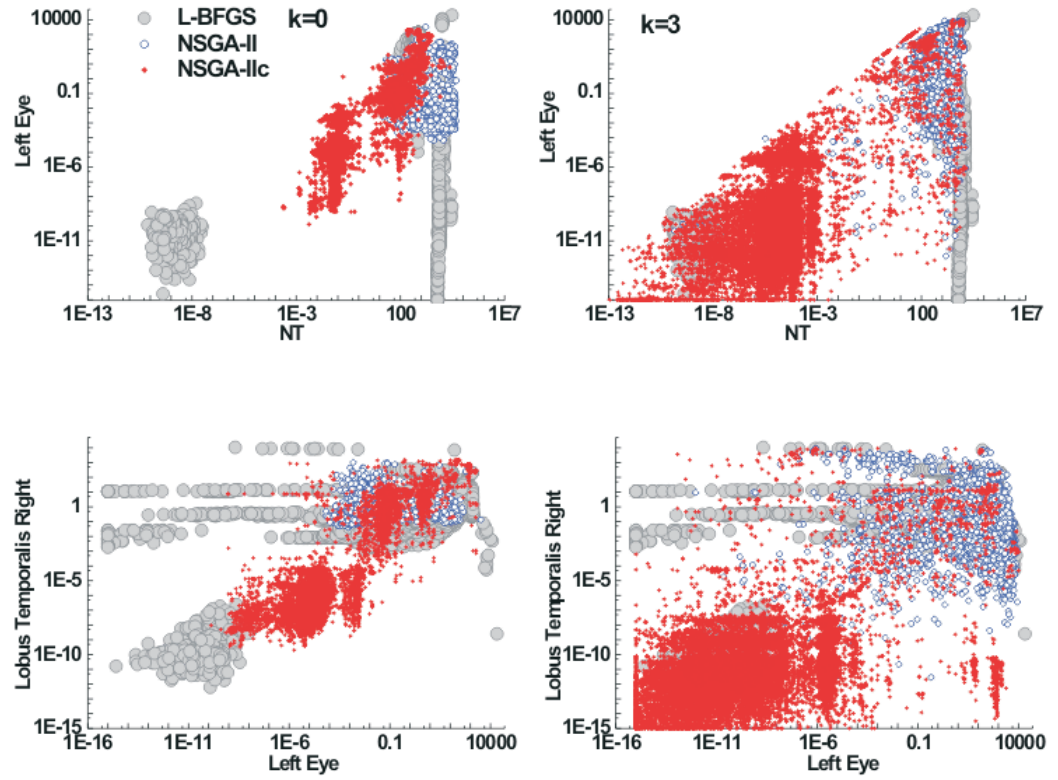 L-BFGS
NSGA-II
NSGA-IIc
k=0
10000
0.1
1E-6
1E-11
Left Eye
1E-13
1E-8
1E-3
100
1E7
NT
k=3
10000
0.1
1E-6
1E-11
Left Eye
1E-13
1E-8
1E-3
100
1E7
NT
1
1E-5
1E-10
1E-15
Lobus Temporalis Right
1E-16
1E-11
1E-6
0.1
10000
Left Eye
1
1E-5
1E-10
1E-15
Lobus Temporalis Right
1E-16
1E-11
1E-6
0.1
10000
Left Eye